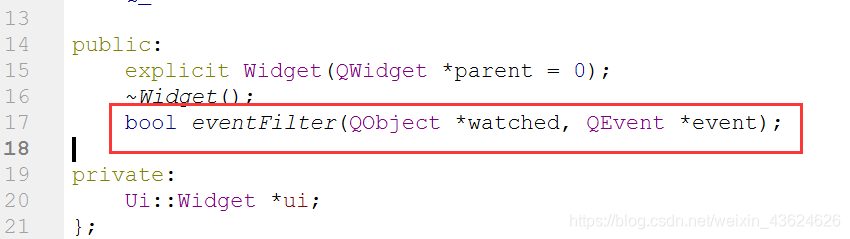 13
14 public:
15 explicit Widget(QWidget *parent = 0);
16 ~Widget();
17 bool eventFilter(QObject *watched, QEvent *event);
18
19 private:
20 Ui::Widget *ui;
21 };
https://blog.csdn.net/weixin_43624626